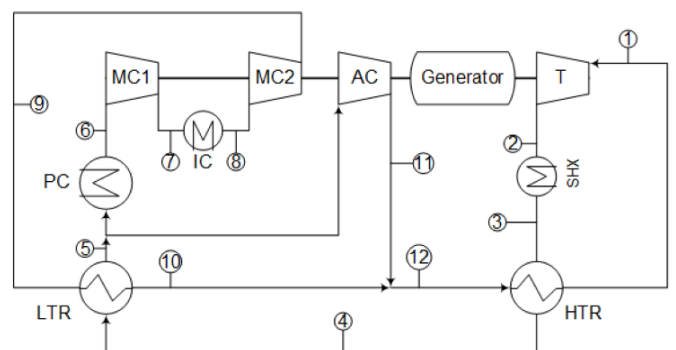 1
MC1
MC2
AC
Generator
T
9
6
7
IC
8
2
11
PC
SHX
3
5
10
12
LTR
HTR
4